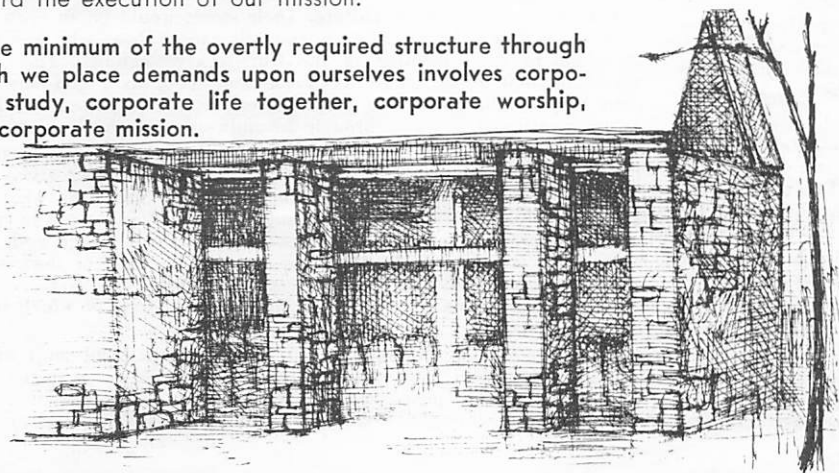 the execution of our mission.
minimum of the overtly required structure through
we place demands upon ourselves involves corpo-
study, corporate life together, corporate worship,
corporate mission.